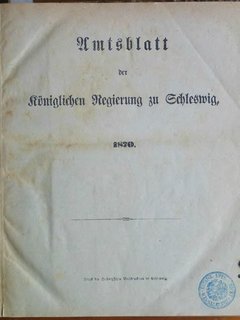 Amtsblatt
der
Königlichen Regierung zu Schleswig,
1870.